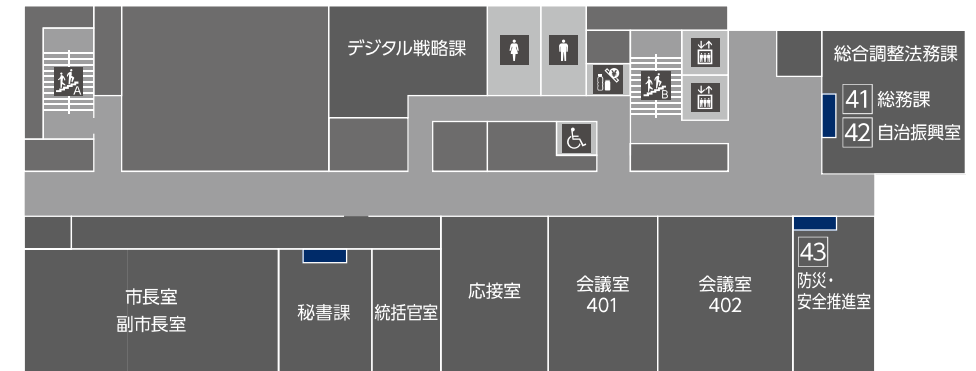 デジタル戦略課
総合調整法務課
41 総務課
42 自治振興室
A
B
43
防災・
安全推進室
市長室
副市長室
秘書課
統括官室
応接室
会議室
401
会議室
402